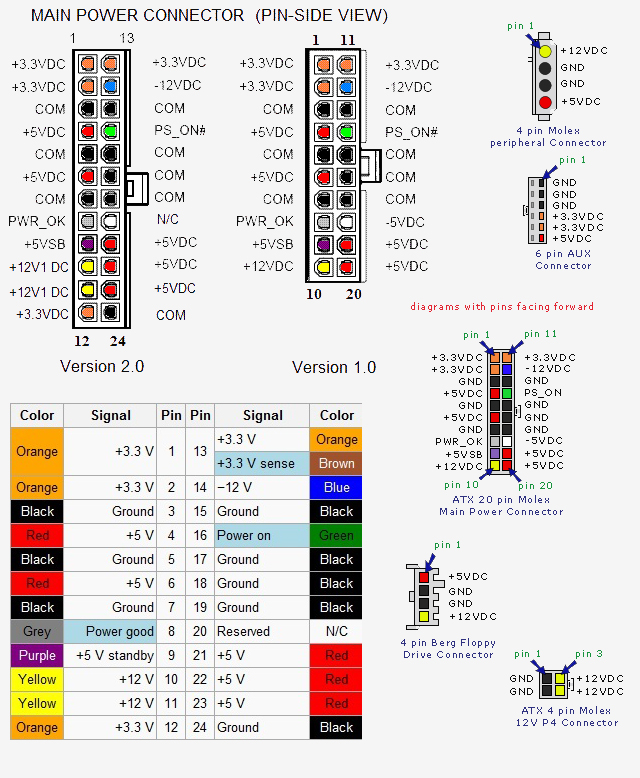 MAIN POWER CONNECTOR (PIN-SIDE VIEW)
1 13
+3.3VDC +3.3VDC
+3.3VDC -12VDC
COM COM
+5VDC PS_ON#
COM COM
+5VDC COM
COM COM
PWR_OK N/C
+5VSB +5VDC
+12V1 DC +5VDC
+12V1 DC +5VDC
+3.3VDC COM
12 24
Version 2.0
1 11
+3.3VDC +3.3VDC
+3.3VDC -12VDC
COM COM
+5VDC PS_ON#
COM COM
+5VDC COM
COM COM
PWR_OK -5VDC
+5VSB +5VDC
+12VDC +5VDC
10 20
Version 1.0
pin 1
+12VDC
GND
GND
+5VDC
4 pin Molex
peripheral Connector
pin 1
GND
GND
GND
+3.3VDC
+3.3VDC
+5VDC
6 pin AUX
Connector
diagrams with pins facing forward
pin 1 pin 11
+3.3VDC +3.3VDC
+3.3VDC -12VDC
GND GND
+5VDC PS_ON
GND GND
+5VDC GND
GND GND
PWR_OK -5VDC
+5VSB +5VDC
+12VDC +5VDC
pin 10 pin 20
ATX 20 pin Molex
Main Power Connector
pin 1
+5VDC
GND
GND
+12VDC
4 pin Berg Floppy
Drive Connector
pin 1 pin 3
GND +12VDC
GND +12VDC
ATX 4 pin Molex
12V P4 Connector
Color Signal Pin Pin Signal Color
Orange +3.3 V 1 13 +3.3 V Orange
+3.3 V sense Brown
Orange +3.3 V 2 14 −12 V Blue
Black Ground 3 15 Ground Black
Red +5 V 4 16 Power on Green
Black Ground 5 17 Ground Black
Red +5 V 6 18 Ground Black
Black Ground 7 19 Ground Black
Grey Power good 8 20 Reserved N/C
Purple +5 V standby 9 21 +5 V Red
Yellow +12 V 10 22 +5 V Red
Yellow +12 V 11 23 +5 V Red
Orange +3.3 V 12 24 Ground Black